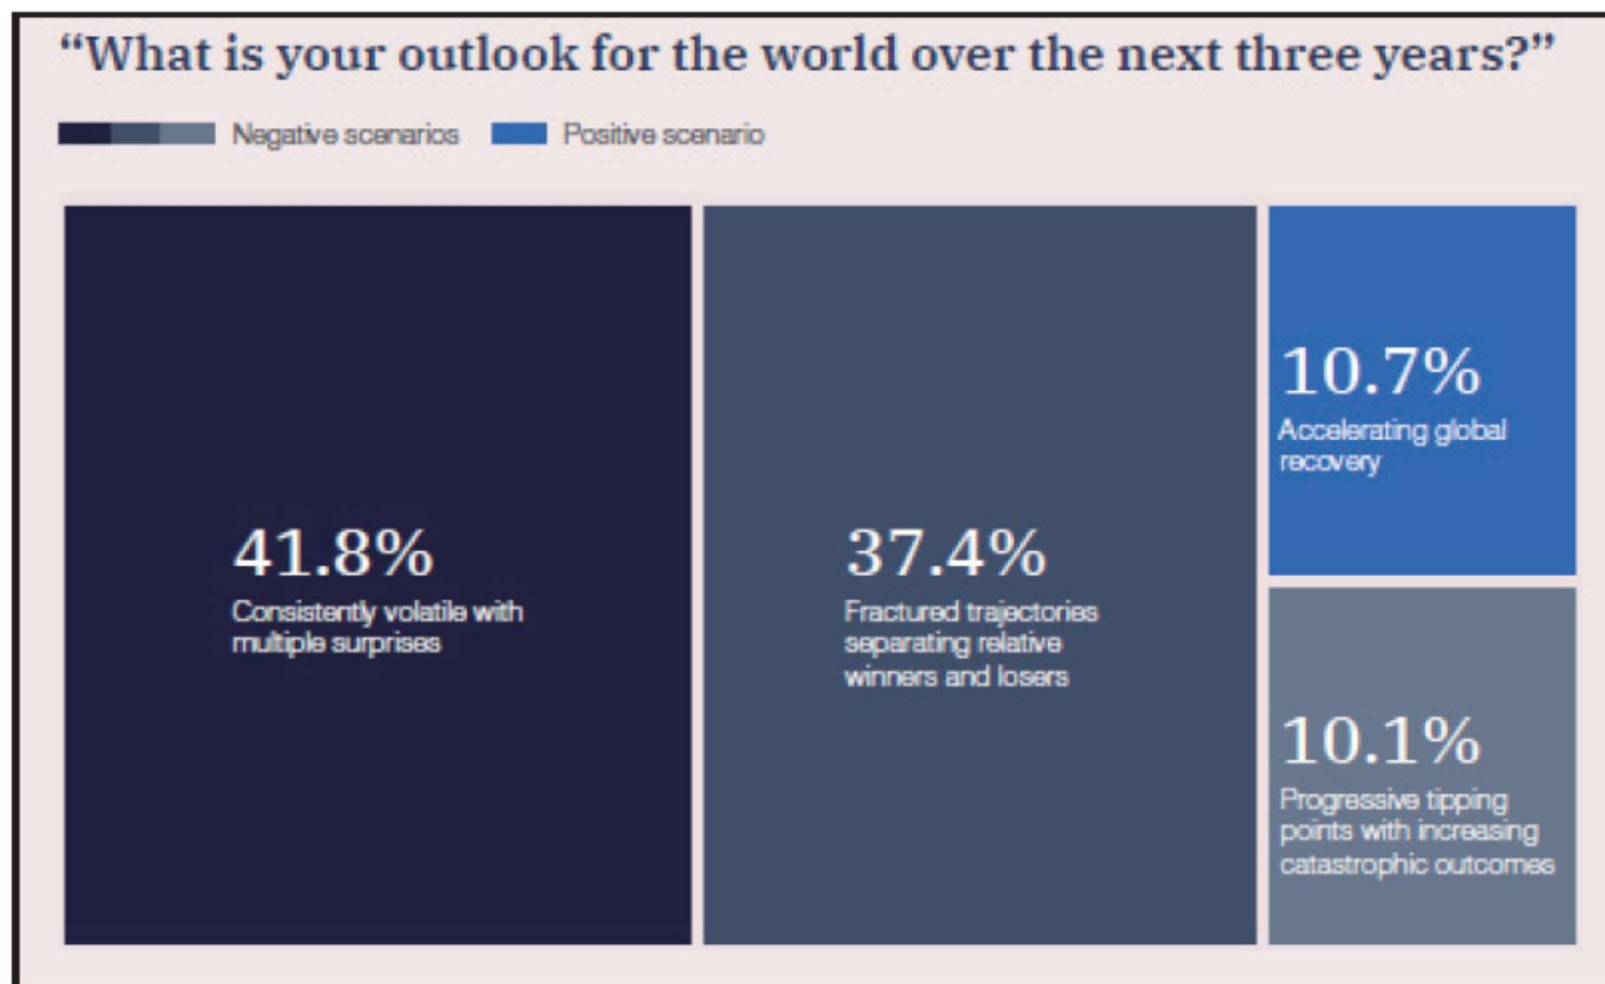 “What is your outlook for the world over the next three years?”
Negative scenarios
Positive scenario
41.8%
Consistently volatile with
multiple surprises
37.4%
Fractured trajectories
separating relative
winners and losers
10.7%
Accelerating global
recovery
10.1%
Progressive tipping
points with increasing
catastrophic outcomes